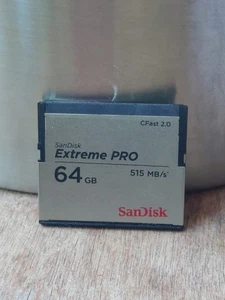 CFast 2.0
SanDisk
Extreme PRO
64 GB 515 MB/s*
SanDisk